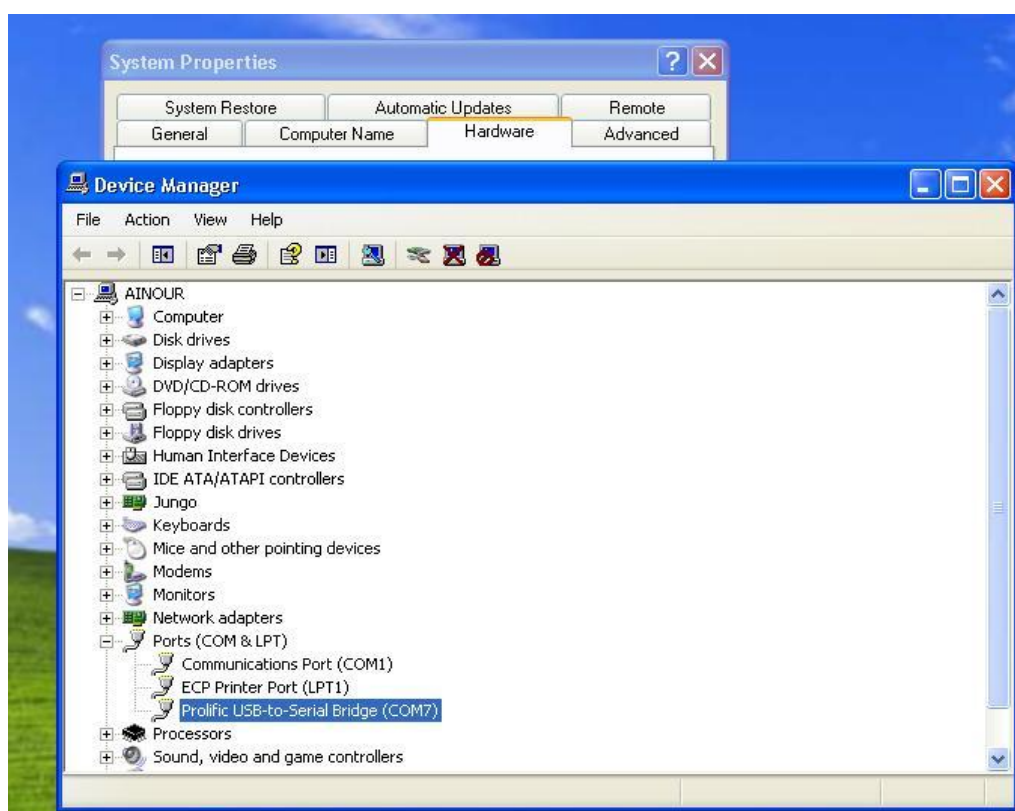 System Properties
System Restore Automatic Updates Remote
General Computer Name Hardware Advanced
Device Manager
File Action View Help
AINOUR
Computer
Disk drives
Display adapters
DVD/CD-ROM drives
Floppy disk controllers
Floppy disk drives
Human Interface Devices
IDE ATA/ATAPI controllers
Jungo
Keyboards
Mice and other pointing devices
Modems
Monitors
Network adapters
Ports (COM & LPT)
Communications Port (COM1)
ECP Printer Port (LPT1)
Prolific USB-to-Serial Bridge (COM7)
Processors
Sound, video and game controllers